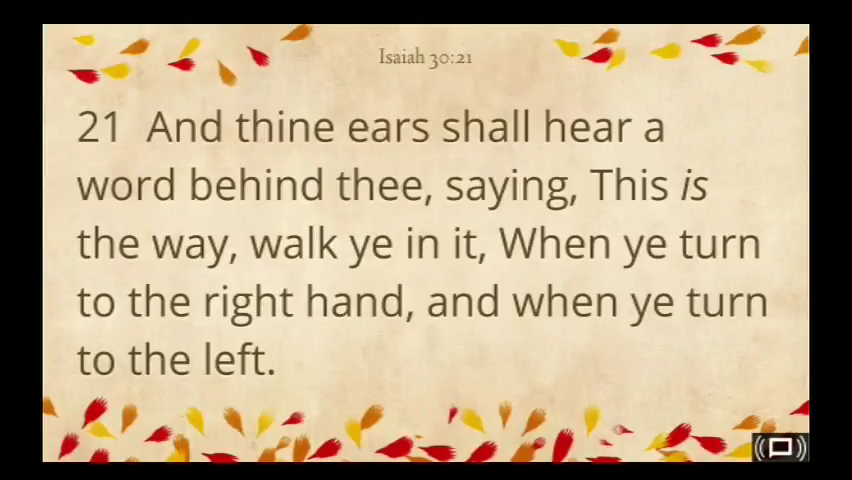 Isaiah 30:21
21 And thine ears shall hear a
word behind thee, saying, This is
the way, walk ye in it, When ye turn
to the right hand, and when ye turn
to the left.